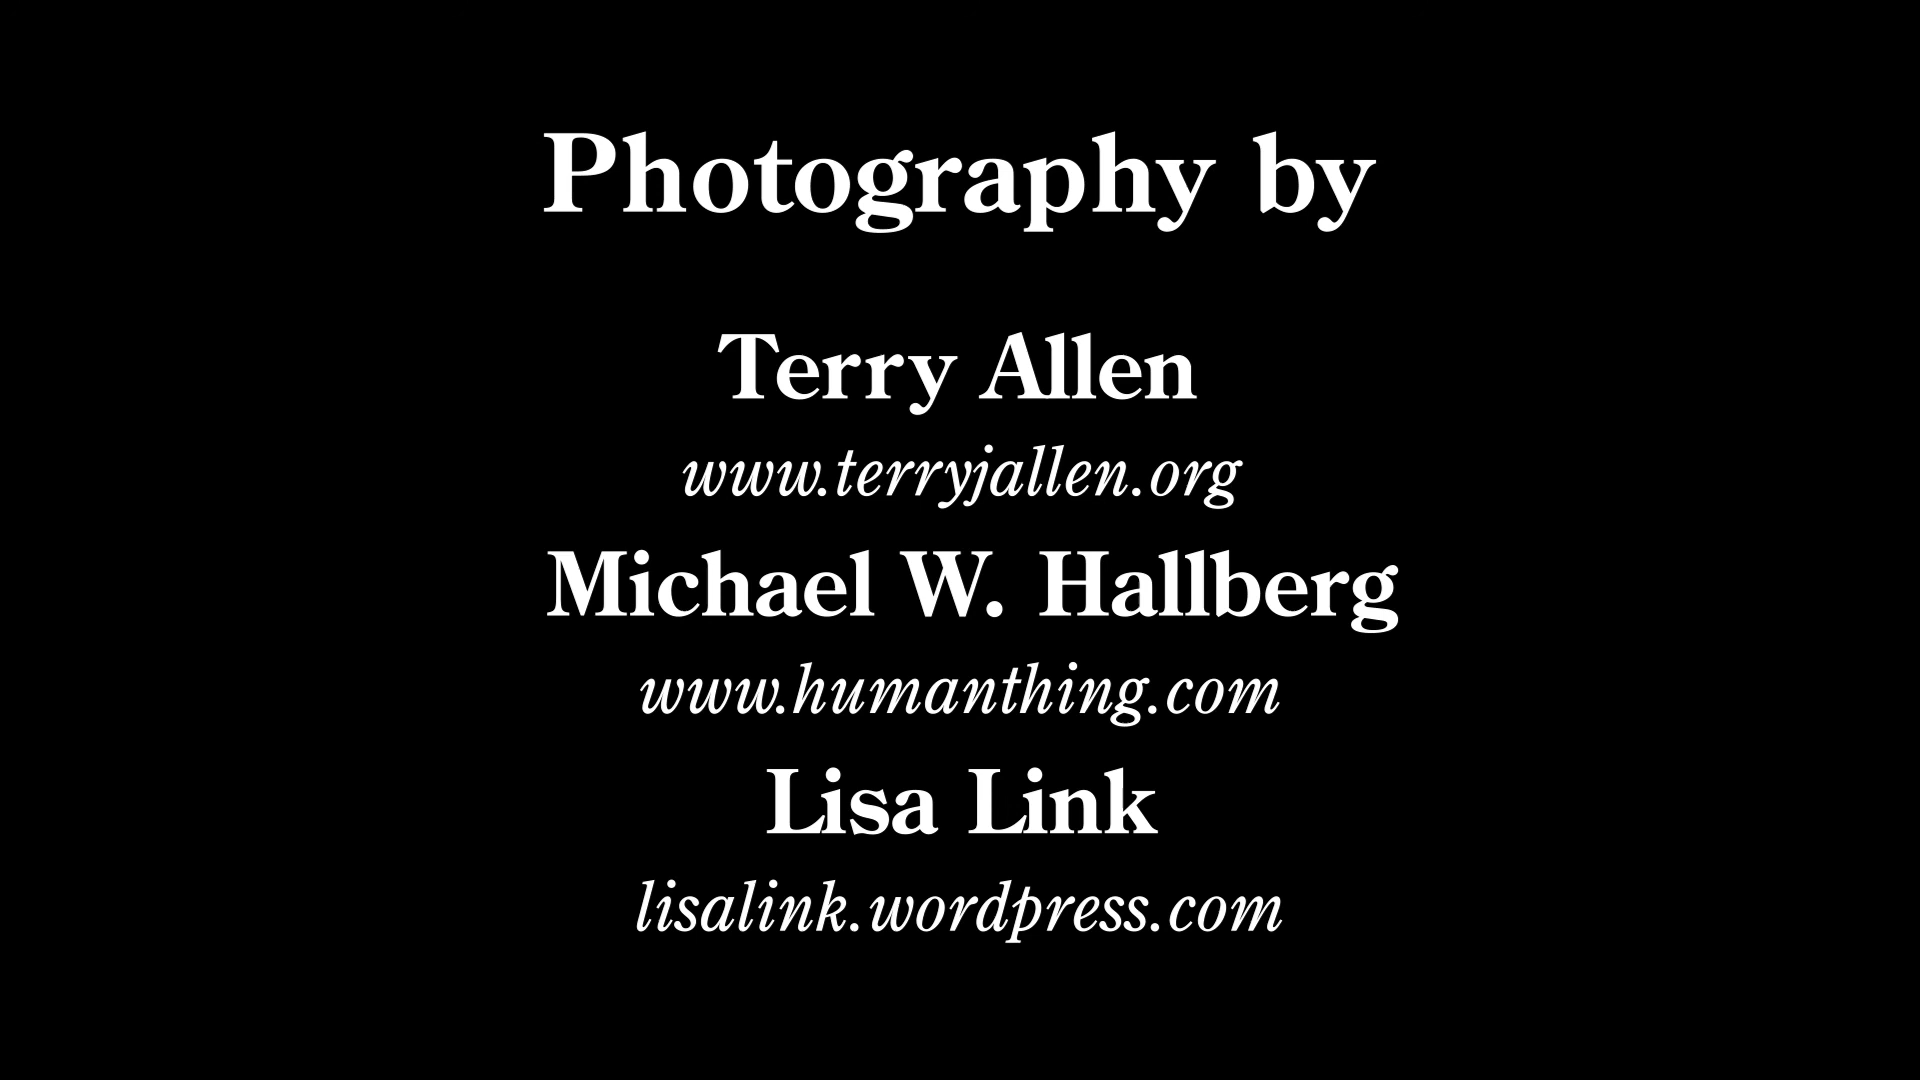 Photography by
Terry Allen
www.terryjallen.org
Michael W. Hallberg
www.humanthing.com
Lisa Link
lisalink.wordpress.com